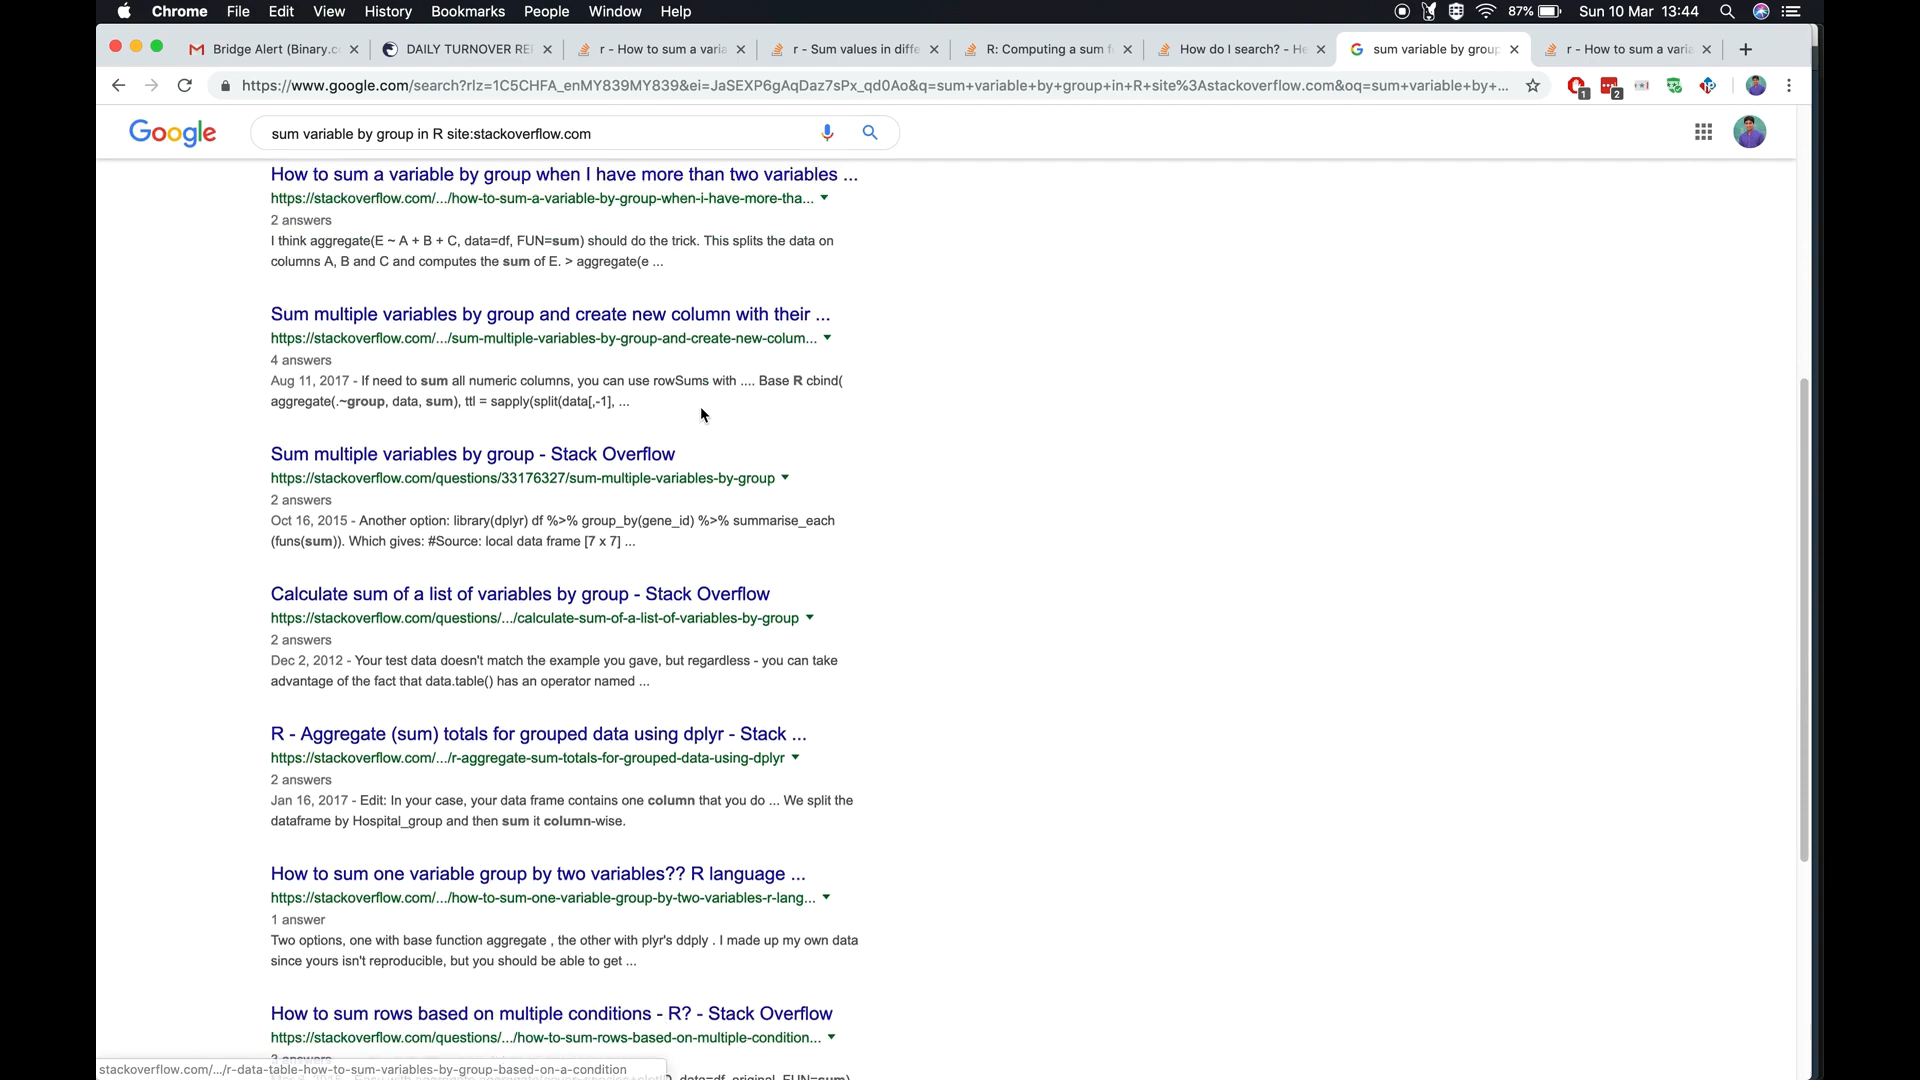 Chrome File Edit View History Bookmarks People Window Help 87% Sun 10 Mar 13:44
Bridge Alert (Binary.c DAILY TURNOVER RE r - How to sum a varia r - Sum values in diffe R: Computing a sum f How do I search? - He sum variable by group r - How to sum a varia
https://www.google.com/search?rlz=1C5CHFA_enMY839MY839&ei=JaSEXP6gAqDaz7sPx_qd0Ao&q=sum+variable+by+group+in+R+site%3Astackoverflow.com&oq=sum+variable+by+... 1 2
Google sum variable by group in R site:stackoverflow.com
How to sum a variable by group when I have more than two variables ...
https://stackoverflow.com/.../how-to-sum-a-variable-by-group-when-i-have-more-tha...
2 answers
I think aggregate(E ~ A + B + C, data=df, FUN=sum) should do the trick. This splits the data on
columns A, B and C and computes the sum of E. > aggregate(e ...
Sum multiple variables by group and create new column with their ...
https://stackoverflow.com/.../sum-multiple-variables-by-group-and-create-new-colum...
4 answers
Aug 11, 2017 - If need to sum all numeric columns, you can use rowSums with .... Base R cbind(
aggregate(.~group, data, sum), ttl = sapply(split(data[,-1], ...
Sum multiple variables by group - Stack Overflow
https://stackoverflow.com/questions/33176327/sum-multiple-variables-by-group
2 answers
Oct 16, 2015 - Another option: library(dplyr) df %>% group_by(gene_id) %>% summarise_each
(funs(sum)). Which gives: #Source: local data frame [7 x 7] ...
Calculate sum of a list of variables by group - Stack Overflow
https://stackoverflow.com/questions/.../calculate-sum-of-a-list-of-variables-by-group
2 answers
Dec 2, 2012 - Your test data doesn't match the example you gave, but regardless - you can take
advantage of the fact that data.table() has an operator named ...
R - Aggregate (sum) totals for grouped data using dplyr - Stack ...
https://stackoverflow.com/.../r-aggregate-sum-totals-for-grouped-data-using-dplyr
2 answers
Jan 16, 2017 - Edit: In your case, your data frame contains one column that you do ... We split the
dataframe by Hospital_group and then sum it column-wise.
How to sum one variable group by two variables?? R language ...
https://stackoverflow.com/.../how-to-sum-one-variable-group-by-two-variables-r-lang...
1 answer
Two options, one with base function aggregate , the other with plyr's ddply . I made up my own data
since yours isn't reproducible, but you should be able to get ...
How to sum rows based on multiple conditions - R? - Stack Overflow
https://stackoverflow.com/questions/.../how-to-sum-rows-based-on-multiple-condition...
3 answers
stackoverflow.com/.../r-data-table-how-to-sum-variables-by-group-based-on-a-condition